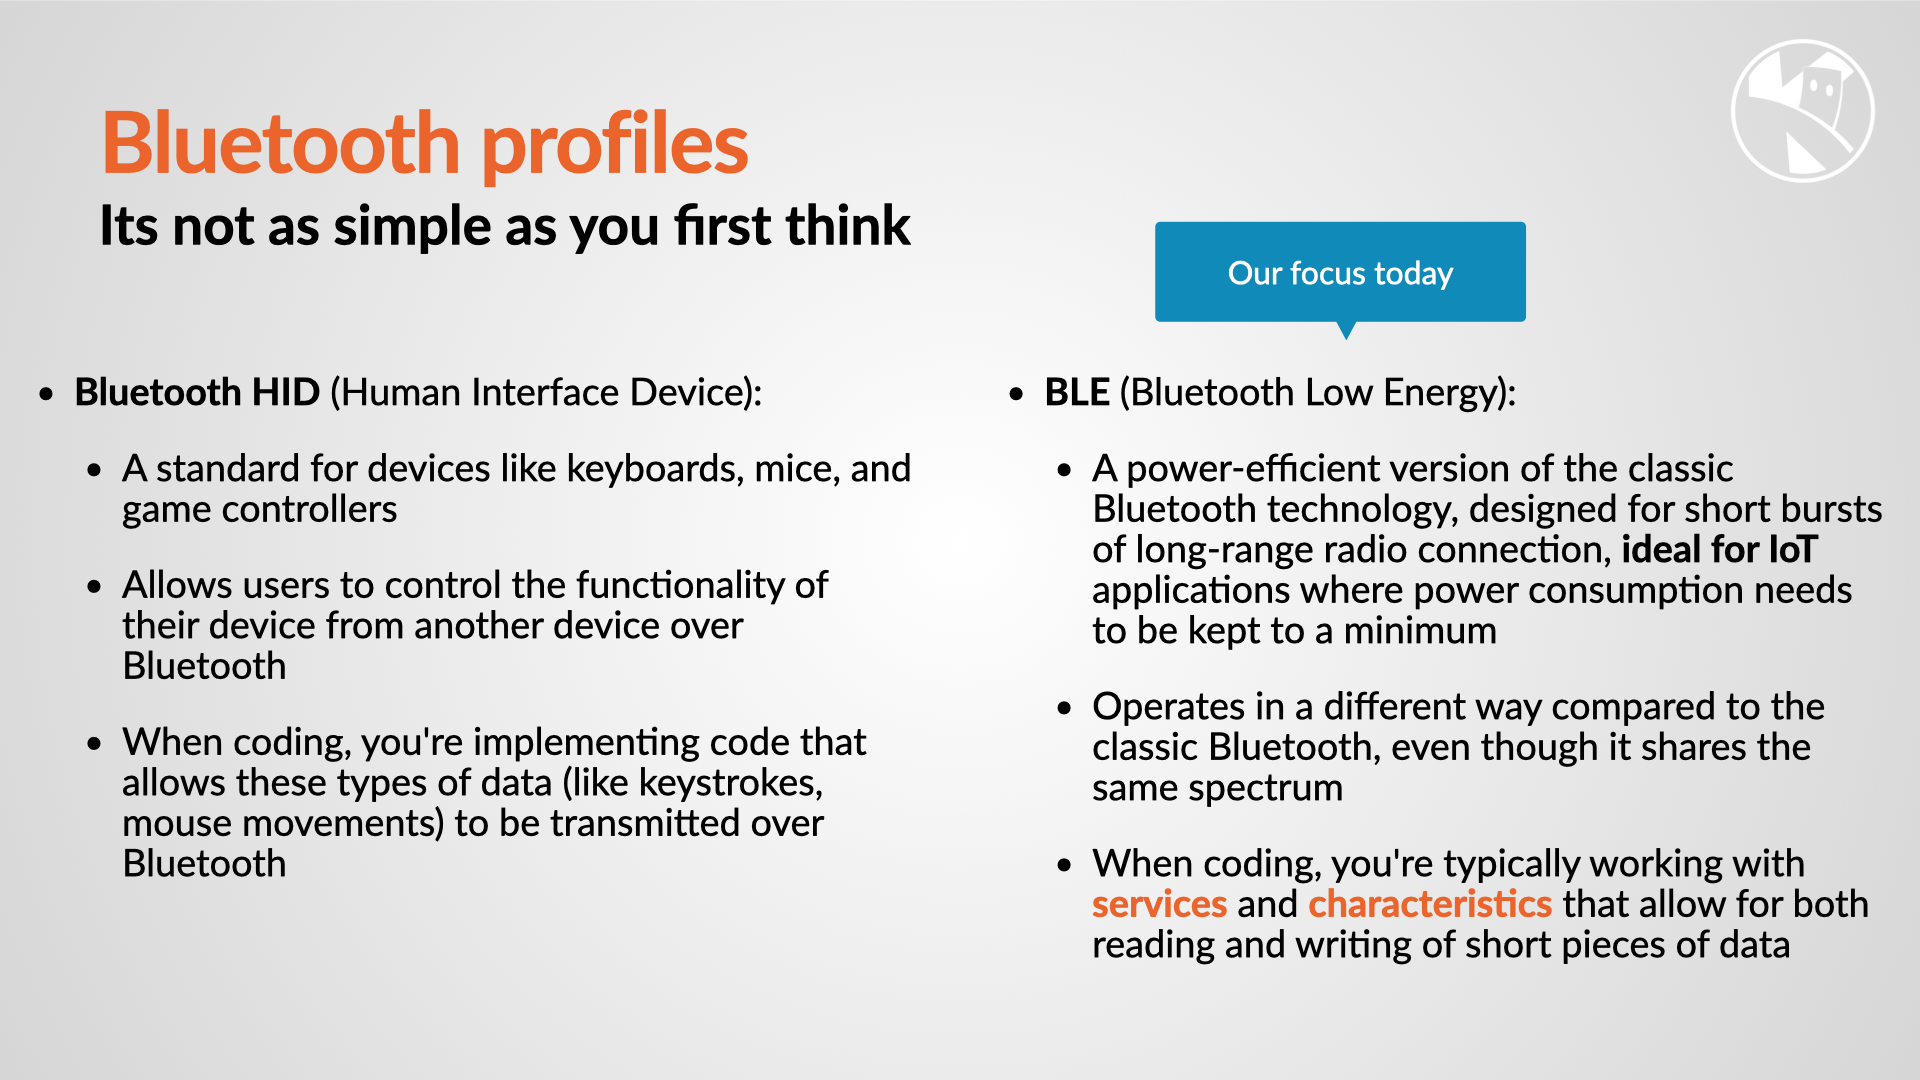 Bluetooth profiles
Its not as simple as you first think
Our focus today
• Bluetooth HID (Human Interface Device):
• A standard for devices like keyboards, mice, and
game controllers
• Allows users to control the functionality of
their device from another device over
Bluetooth
• When coding, you're implementing code that
allows these types of data (like keystrokes,
mouse movements) to be transmitted over
Bluetooth
• BLE (Bluetooth Low Energy):
• A power-efficient version of the classic
Bluetooth technology, designed for short bursts
of long-range radio connection, ideal for IoT
applications where power consumption needs
to be kept to a minimum
• Operates in a different way compared to the
classic Bluetooth, even though it shares the
same spectrum
• When coding, you're typically working with
services and characteristics that allow for both
reading and writing of short pieces of data